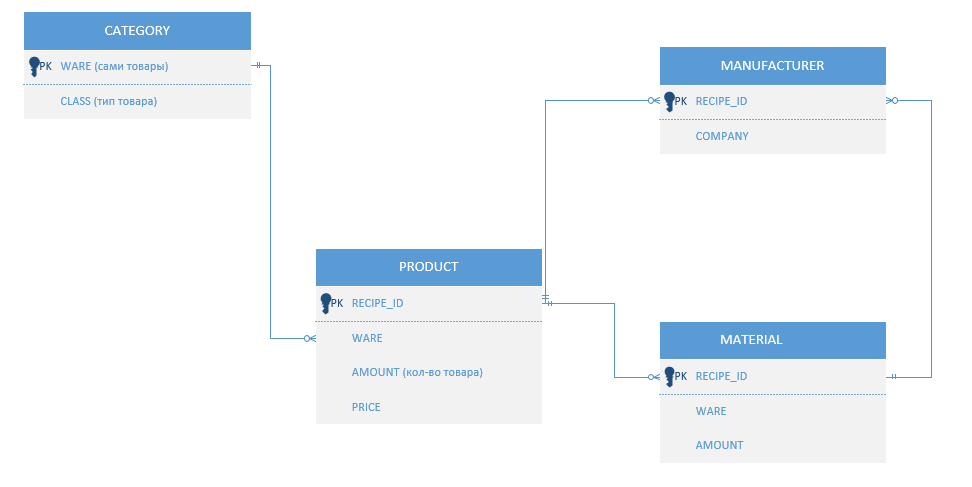 CATEGORY
PK WARE (сами товары)
CLASS (тип товара)
MANUFACTURER
PK RECIPE_ID
COMPANY
PRODUCT
PK RECIPE_ID
WARE
AMOUNT (кол-во товара)
PRICE
MATERIAL
PK RECIPE_ID
WARE
AMOUNT